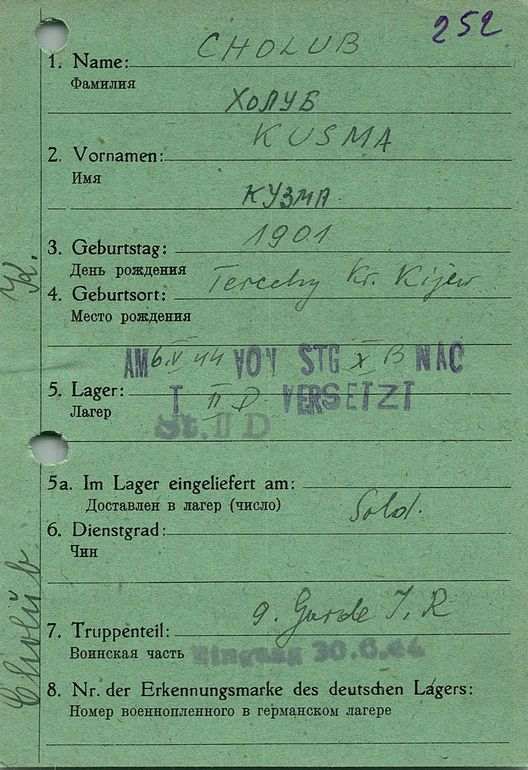 252
CHOLUB
1. Name:
Фамилия
ХОЛУБ
KUSMA
2. Vornamen:
Имя
КУЗМА.
1901
3. Geburtstag:
День рождения
Kr. Kijew
4. Geburtsort:
Место рождения
AM 6.V 44 VOM STG X B NAC
5. Lager: T II D VERSETZT
Лагер
St. II D
5a. Im Lager eingeliefert am:
Доставлен в лагер (число)
Sold.
6. Dienstgrad:
Чин
9. Garde J. R
7. Truppenteil:
Воинская часть
Eingang 30.6.44
8. Nr. der Erkennungsmarke des deutschen Lagers:
Номер военнопленного в германском лагере
Cholub